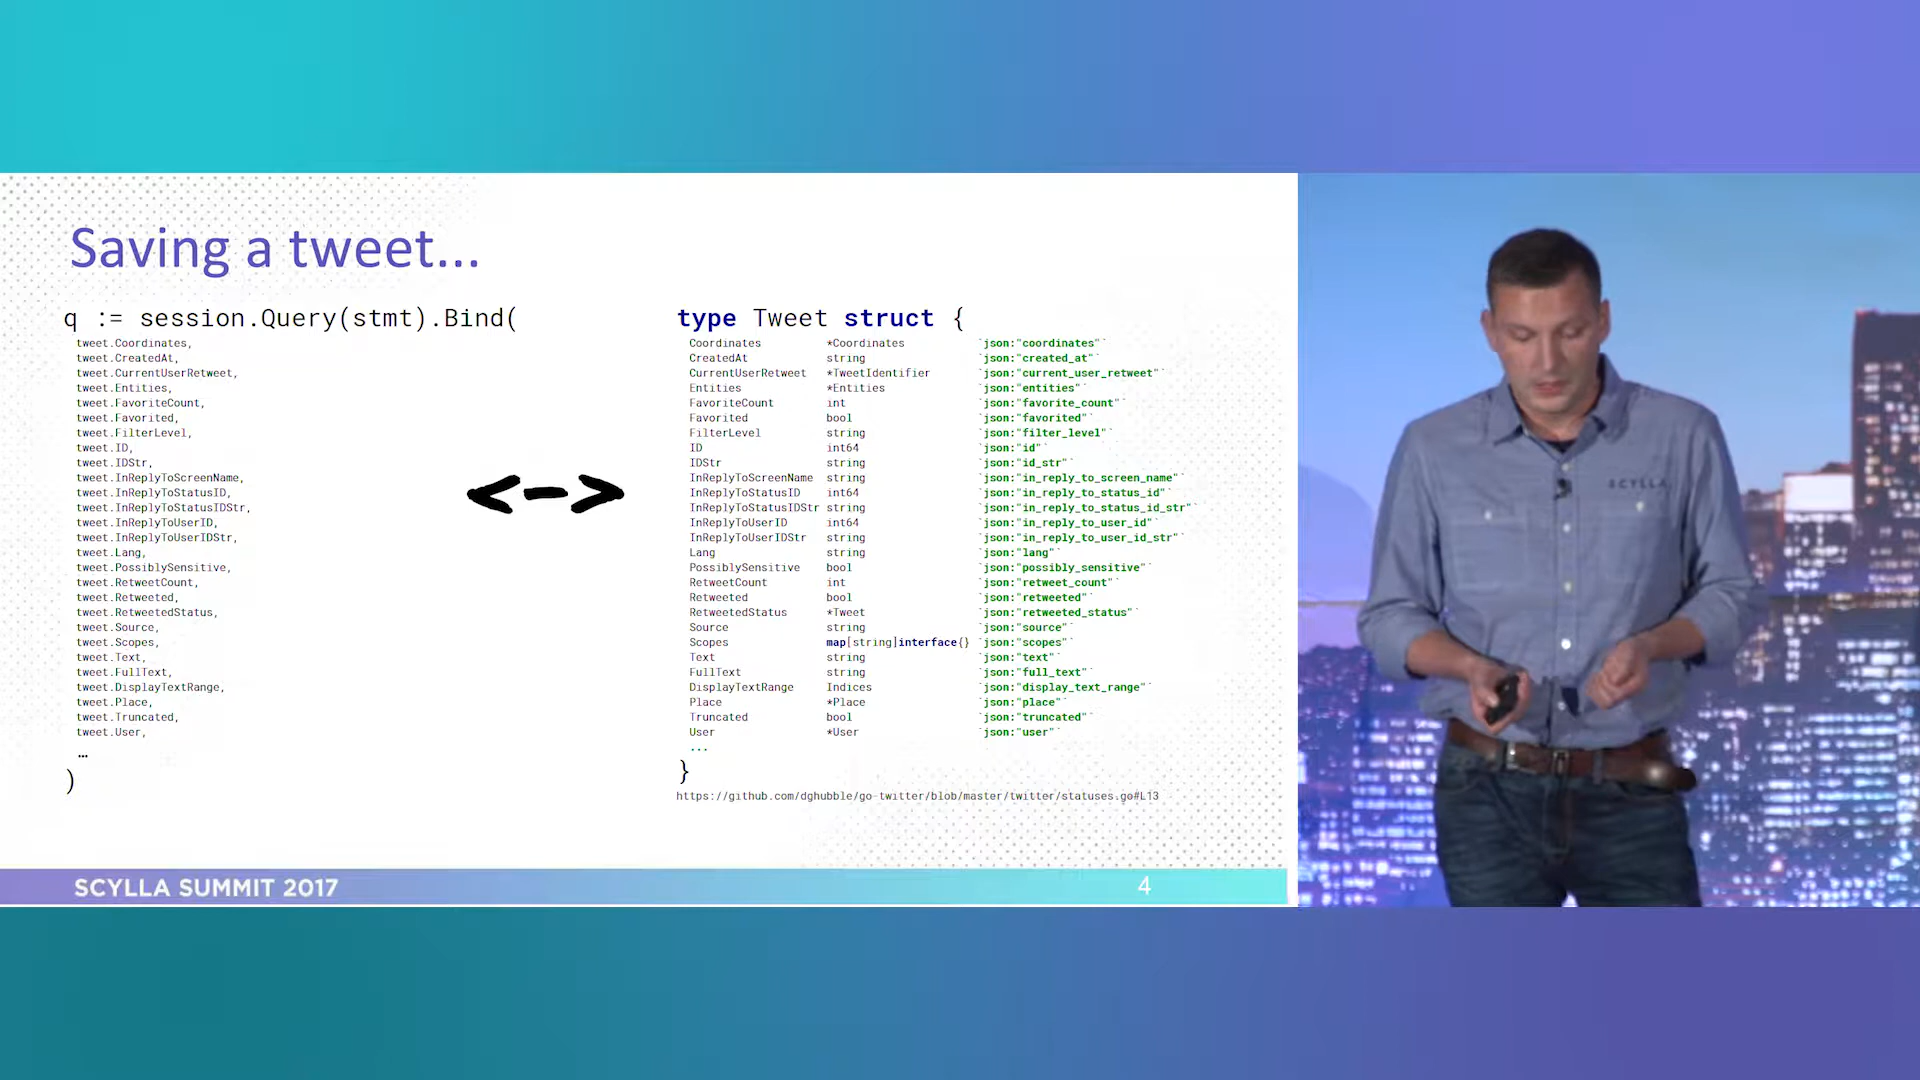 Saving a tweet...
q := session.Query(stmt).Bind(
tweet.Coordinates,
tweet.CreatedAt,
tweet.CurrentUserRetweet,
tweet.Entities,
tweet.FavoriteCount,
tweet.Favorited,
tweet.FilterLevel,
tweet.ID,
tweet.IDStr,
tweet.InReplyToScreenName,
tweet.InReplyToStatusID,
tweet.InReplyToStatusIDStr,
tweet.InReplyToUserID,
tweet.InReplyToUserIDStr,
tweet.Lang,
tweet.PossiblySensitive,
tweet.RetweetCount,
tweet.Retweeted,
tweet.RetweetedStatus,
tweet.Source,
tweet.Scopes,
tweet.Text,
tweet.FullText,
tweet.DisplayTextRange,
tweet.Place,
tweet.Truncated,
tweet.User,
…
)
type Tweet struct {
Coordinates *Coordinates `json:"coordinates"`
CreatedAt string `json:"created_at"`
CurrentUserRetweet *TweetIdentifier `json:"current_user_retweet"`
Entities *Entities `json:"entities"`
FavoriteCount int `json:"favorite_count"`
Favorited bool `json:"favorited"`
FilterLevel string `json:"filter_level"`
ID int64 `json:"id"`
IDStr string `json:"id_str"`
InReplyToScreenName string `json:"in_reply_to_screen_name"`
InReplyToStatusID int64 `json:"in_reply_to_status_id"`
InReplyToStatusIDStr string `json:"in_reply_to_status_id_str"`
InReplyToUserID int64 `json:"in_reply_to_user_id"`
InReplyToUserIDStr string `json:"in_reply_to_user_id_str"`
Lang string `json:"lang"`
PossiblySensitive bool `json:"possibly_sensitive"`
RetweetCount int `json:"retweet_count"`
Retweeted bool `json:"retweeted"`
RetweetedStatus *Tweet `json:"retweeted_status"`
Source string `json:"source"`
Scopes map[string]interface{} `json:"scopes"`
Text string `json:"text"`
FullText string `json:"full_text"`
DisplayTextRange Indices `json:"display_text_range"`
Place *Place `json:"place"`
Truncated bool `json:"truncated"`
User *User `json:"user"`
...
}
https://github.com/dghubble/go-twitter/blob/master/twitter/statuses.go#L13
SCYLLA SUMMIT 2017
4
SCYLLA